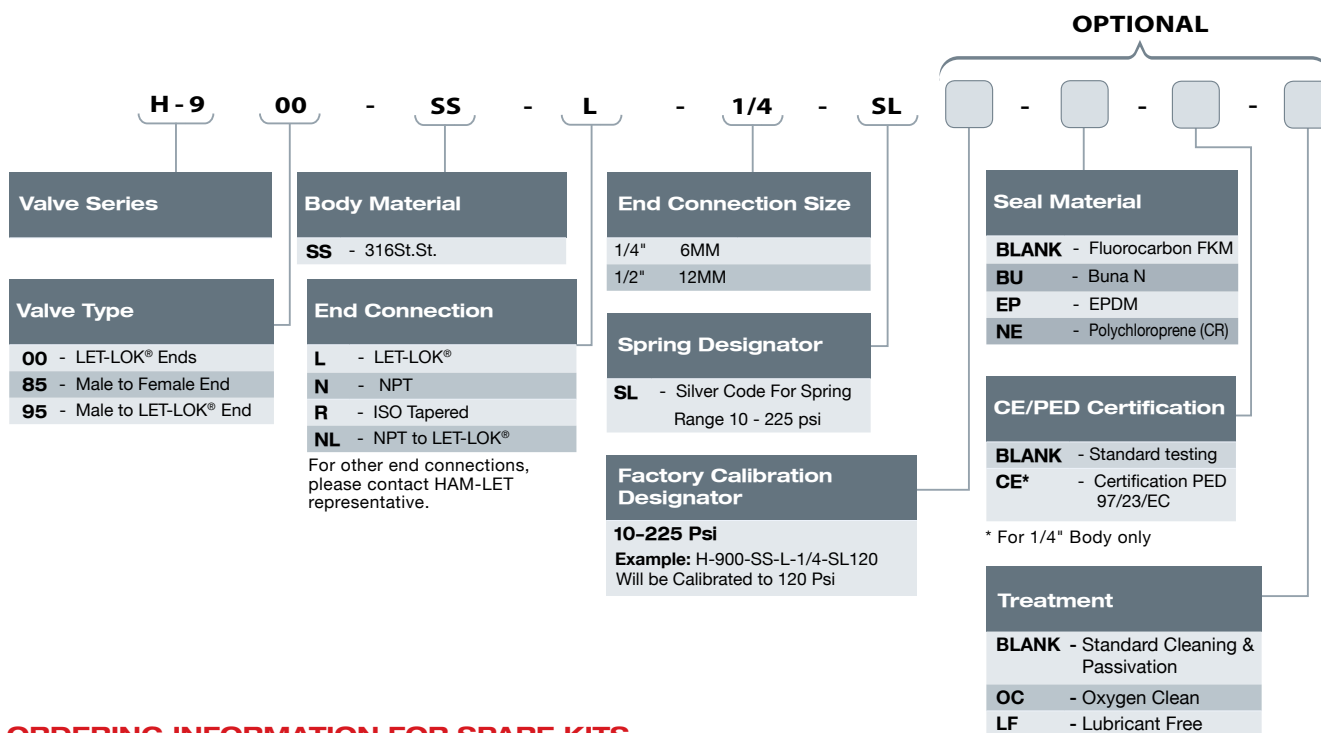 OPTIONAL
H - 9 00 - SS - L - 1/4 - SL - - -
Valve Series
Valve Type
00 - LET-LOK® Ends
85 - Male to Female End
95 - Male to LET-LOK® End
Body Material
SS - 316St.St.
End Connection
L - LET-LOK®
N - NPT
R - ISO Tapered
NL - NPT to LET-LOK®
For other end connections,
please contact HAM-LET
representative.
End Connection Size
1/4" 6MM
1/2" 12MM
Spring Designator
SL - Silver Code For Spring
Range 10 - 225 psi
Factory Calibration
Designator
10-225 Psi
Example: H-900-SS-L-1/4-SL120
Will be Calibrated to 120 Psi
Seal Material
BLANK - Fluorocarbon FKM
BU - Buna N
EP - EPDM
NE - Polychloroprene (CR)
CE/PED Certification
BLANK - Standard testing
CE* - Certification PED
97/23/EC
* For 1/4" Body only
Treatment
BLANK - Standard Cleaning &
Passivation
OC - Oxygen Clean
LF - Lubricant Free
ORDERING INFORMATION FOR SPARE KITS